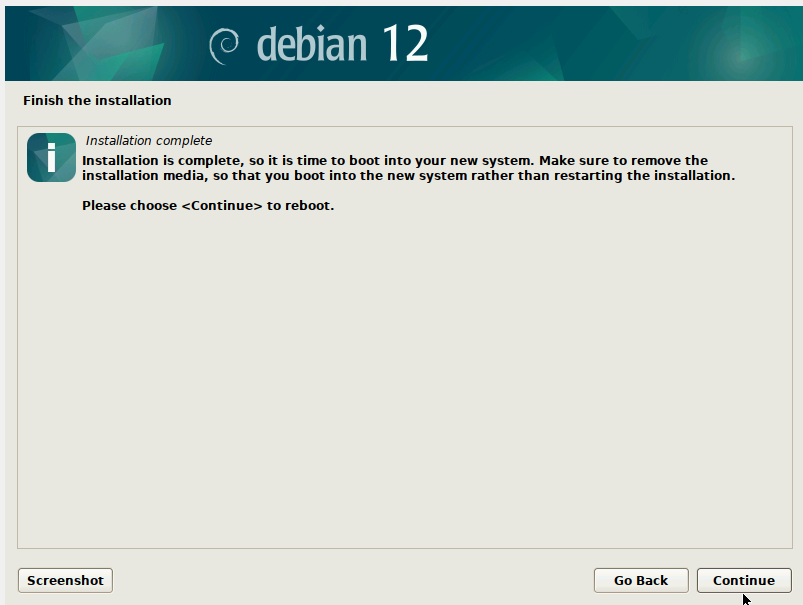 debian 12
Finish the installation
Installation complete
Installation is complete, so it is time to boot into your new system. Make sure to remove the
installation media, so that you boot into the new system rather than restarting the installation.
Please choose <Continue> to reboot.
Screenshot
Go Back
Continue